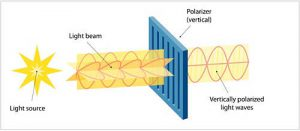 Polarizer
(vertical)
Light beam
Light source
Vertically polarized
light waves